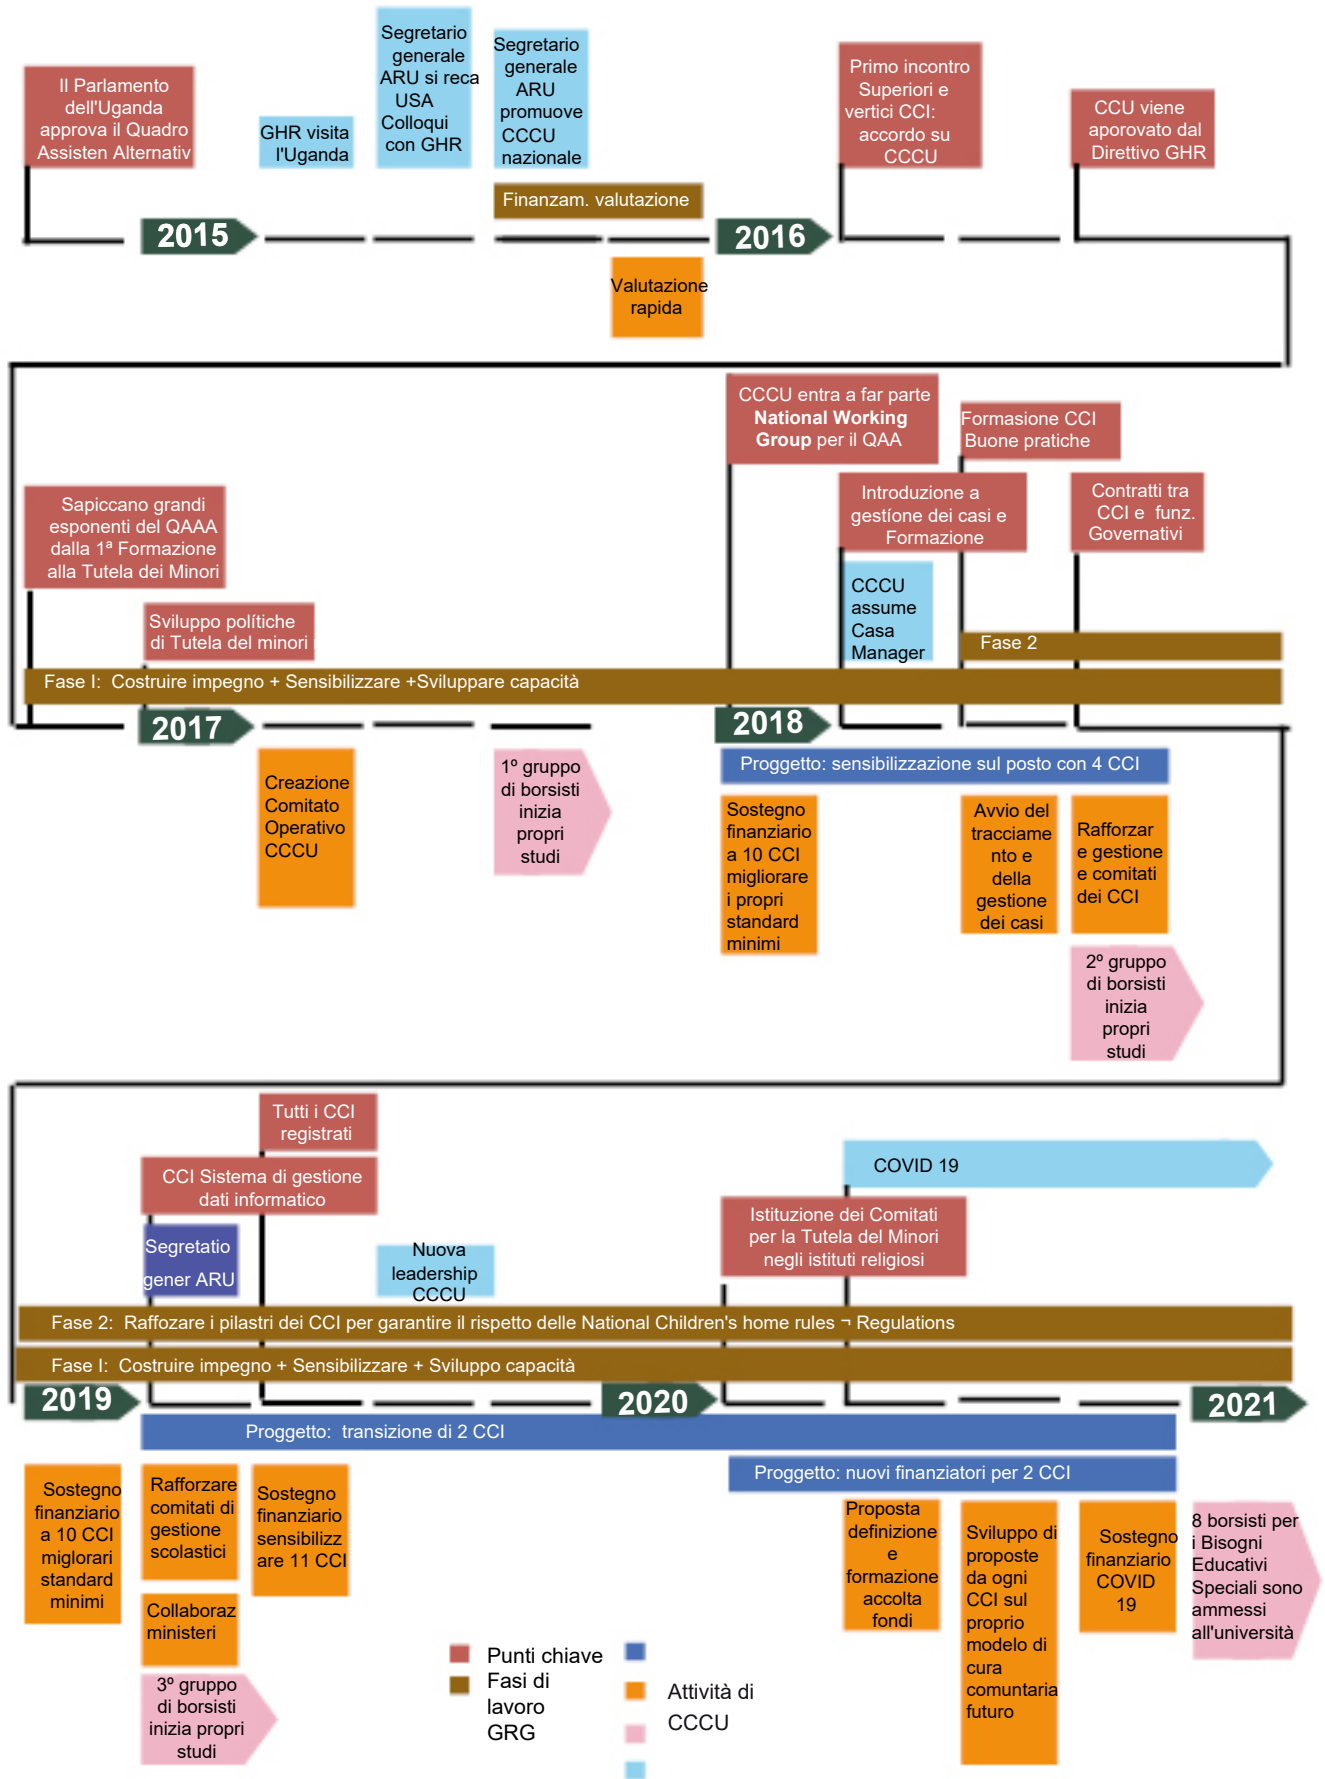 Il Parlamento
dell'Uganda
approva il Quadro
Assisten Alternativ
GHR visita
l'Uganda
Segretario
generale
ARU si reca
USA
Colloqui
con GHR
Segretario
generale
ARU
promuove
CCCU
nazionale
Primo incontro
Superiori e
vertici CCI:
accordo su
CCCU
CCU viene
aporovato dal
Direttivo GHR
Finanzam. valutazione
2015
2016
Valutazione
rapida
CCCU entra a far parte
National Working
Group per il QAA
Formasione CCI
Buone pratiche
Sapiccano grandi
esponenti del QAAA
dalla 1ª Formazione
alla Tutela dei Minori
Introduzione a
gestíone dei casi e
Formazione
Contratti tra
CCI e funz.
Governativi
CCCU
assume
Casa
Manager
Sviluppo polítiche
di Tutela del minori
Fase 2
Fase I: Costruire impegno + Sensibilizzare +Sviluppare capacità
2017
2018
Creazione
Comitato
Operativo
CCCU
1º gruppo
di borsisti
inizia
propri
studi
Proggetto: sensibilizzazione sul posto con 4 CCI
Sostegno
finanziario
a 10 CCI
migliorare
i propri
standard
minimi
Avvio del
tracciame
nto e
della
gestione
dei casi
Rafforzar
e gestione
e comitati
dei CCI
2º gruppo
di borsisti
inizia
propri
studi
Tutti i CCI
registrati
CCI Sistema di gestione
dati informatico
COVID 19
Segretatio
gener ARU
Nuova
leadership
CCCU
Istituzione dei Comitati
per la Tutela del Minori
negli istituti religiosi
Fase 2: Raffozare i pilastri dei CCI per garantire il rispetto delle National Children's home rules ¬ Regulations
Fase I: Costruire impegno + Sensibilizzare + Sviluppo capacità
2019
2020
2021
Proggetto: transizione di 2 CCI
Proggetto: nuovi finanziatori per 2 CCI
Sostegno
finanziario
a 10 CCI
miglorari
standard
minimi
Rafforzare
comitati di
gestione
scolastici
Sostegno
finanziario
sensibilizz
are 11 CCI
Collaboraz
ministeri
3º gruppo
di borsisti
inizia propri
studi
Proposta
definizione
e
formazione
accolta
fondi
Sviluppo di
proposte
da ogni
CCI sul
proprio
modelo di
cura
comuntaria
futuro
Sostegno
finanziario
COVID
19
8 borsisti per
i Bisogni
Educativi
Speciali sono
ammessi
all'università
Punti chiave
Fasi di
lavoro
GRG
Attività di
CCCU